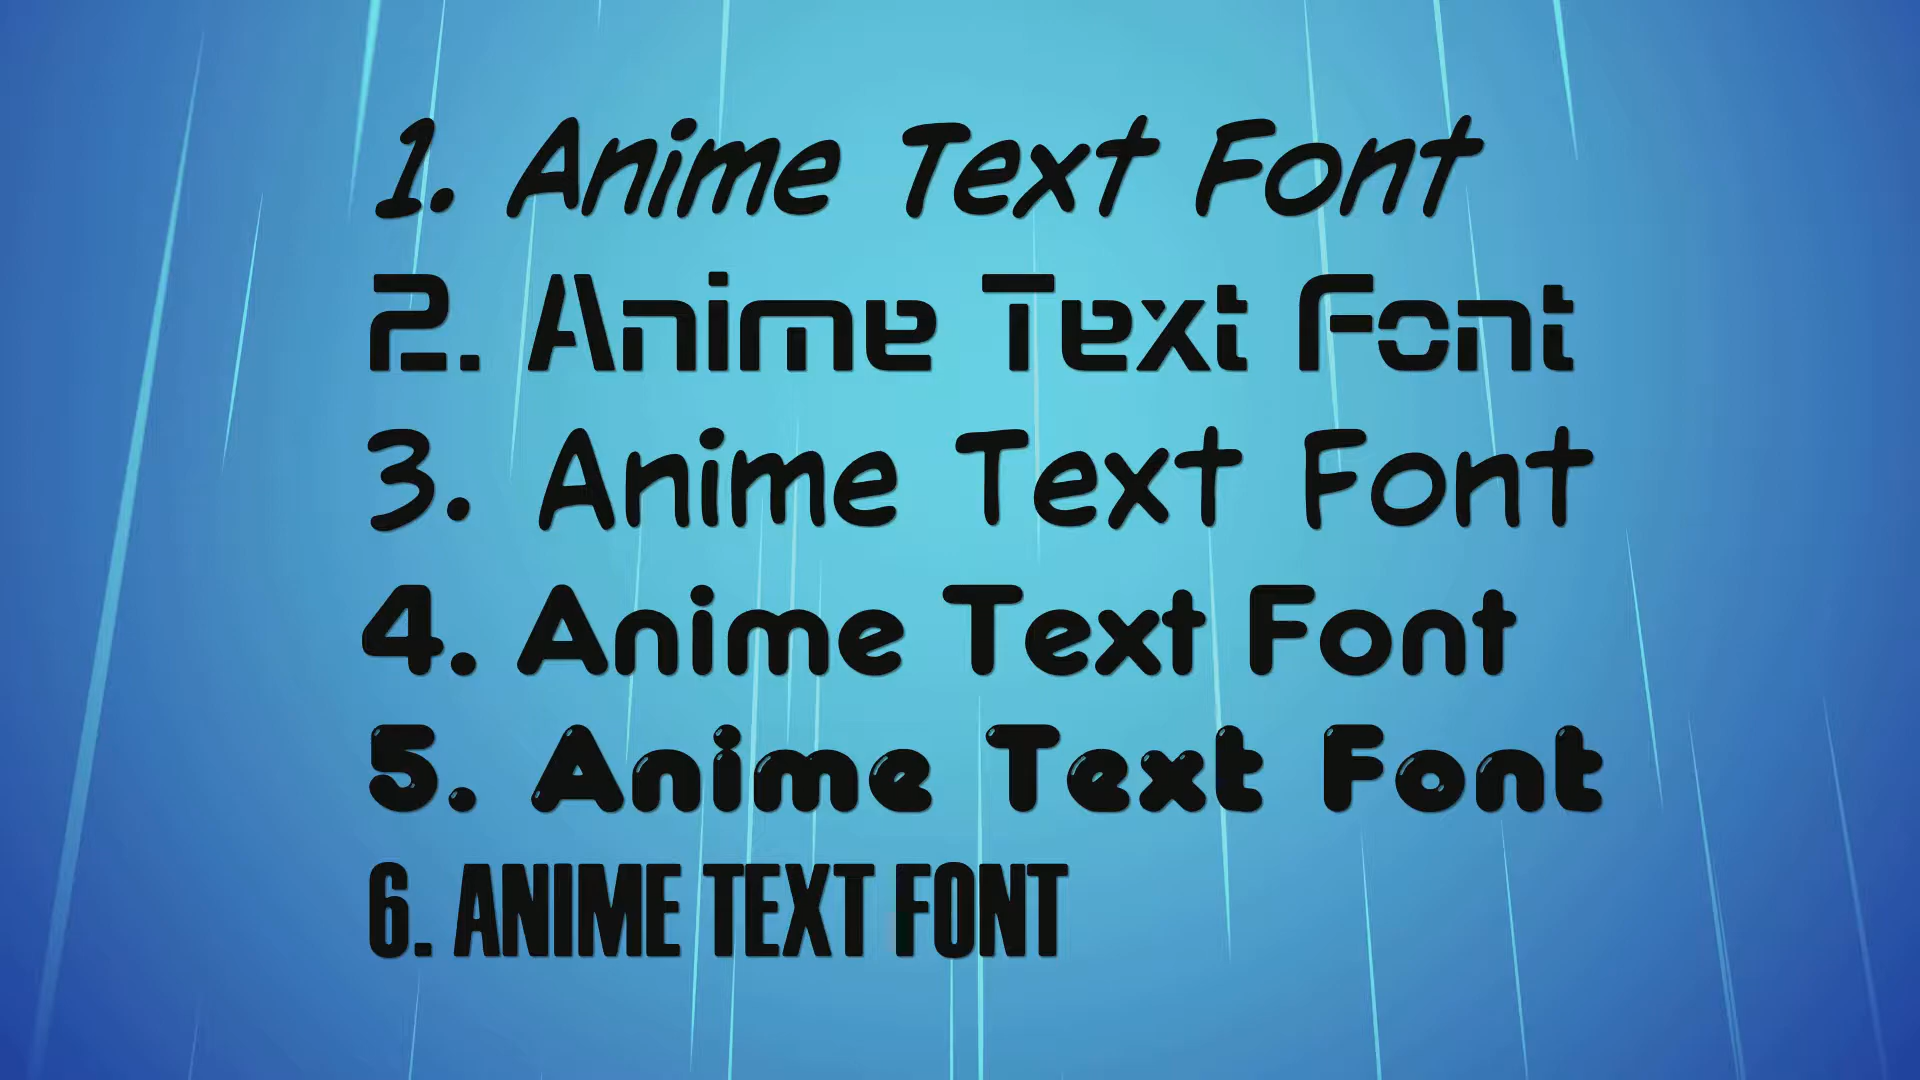 1. Anime Text Font
2. Anime Text Font
3. Anime Text Font
4. Anime Text Font
5. Anime Text Font
6. ANIME TEXT FONT